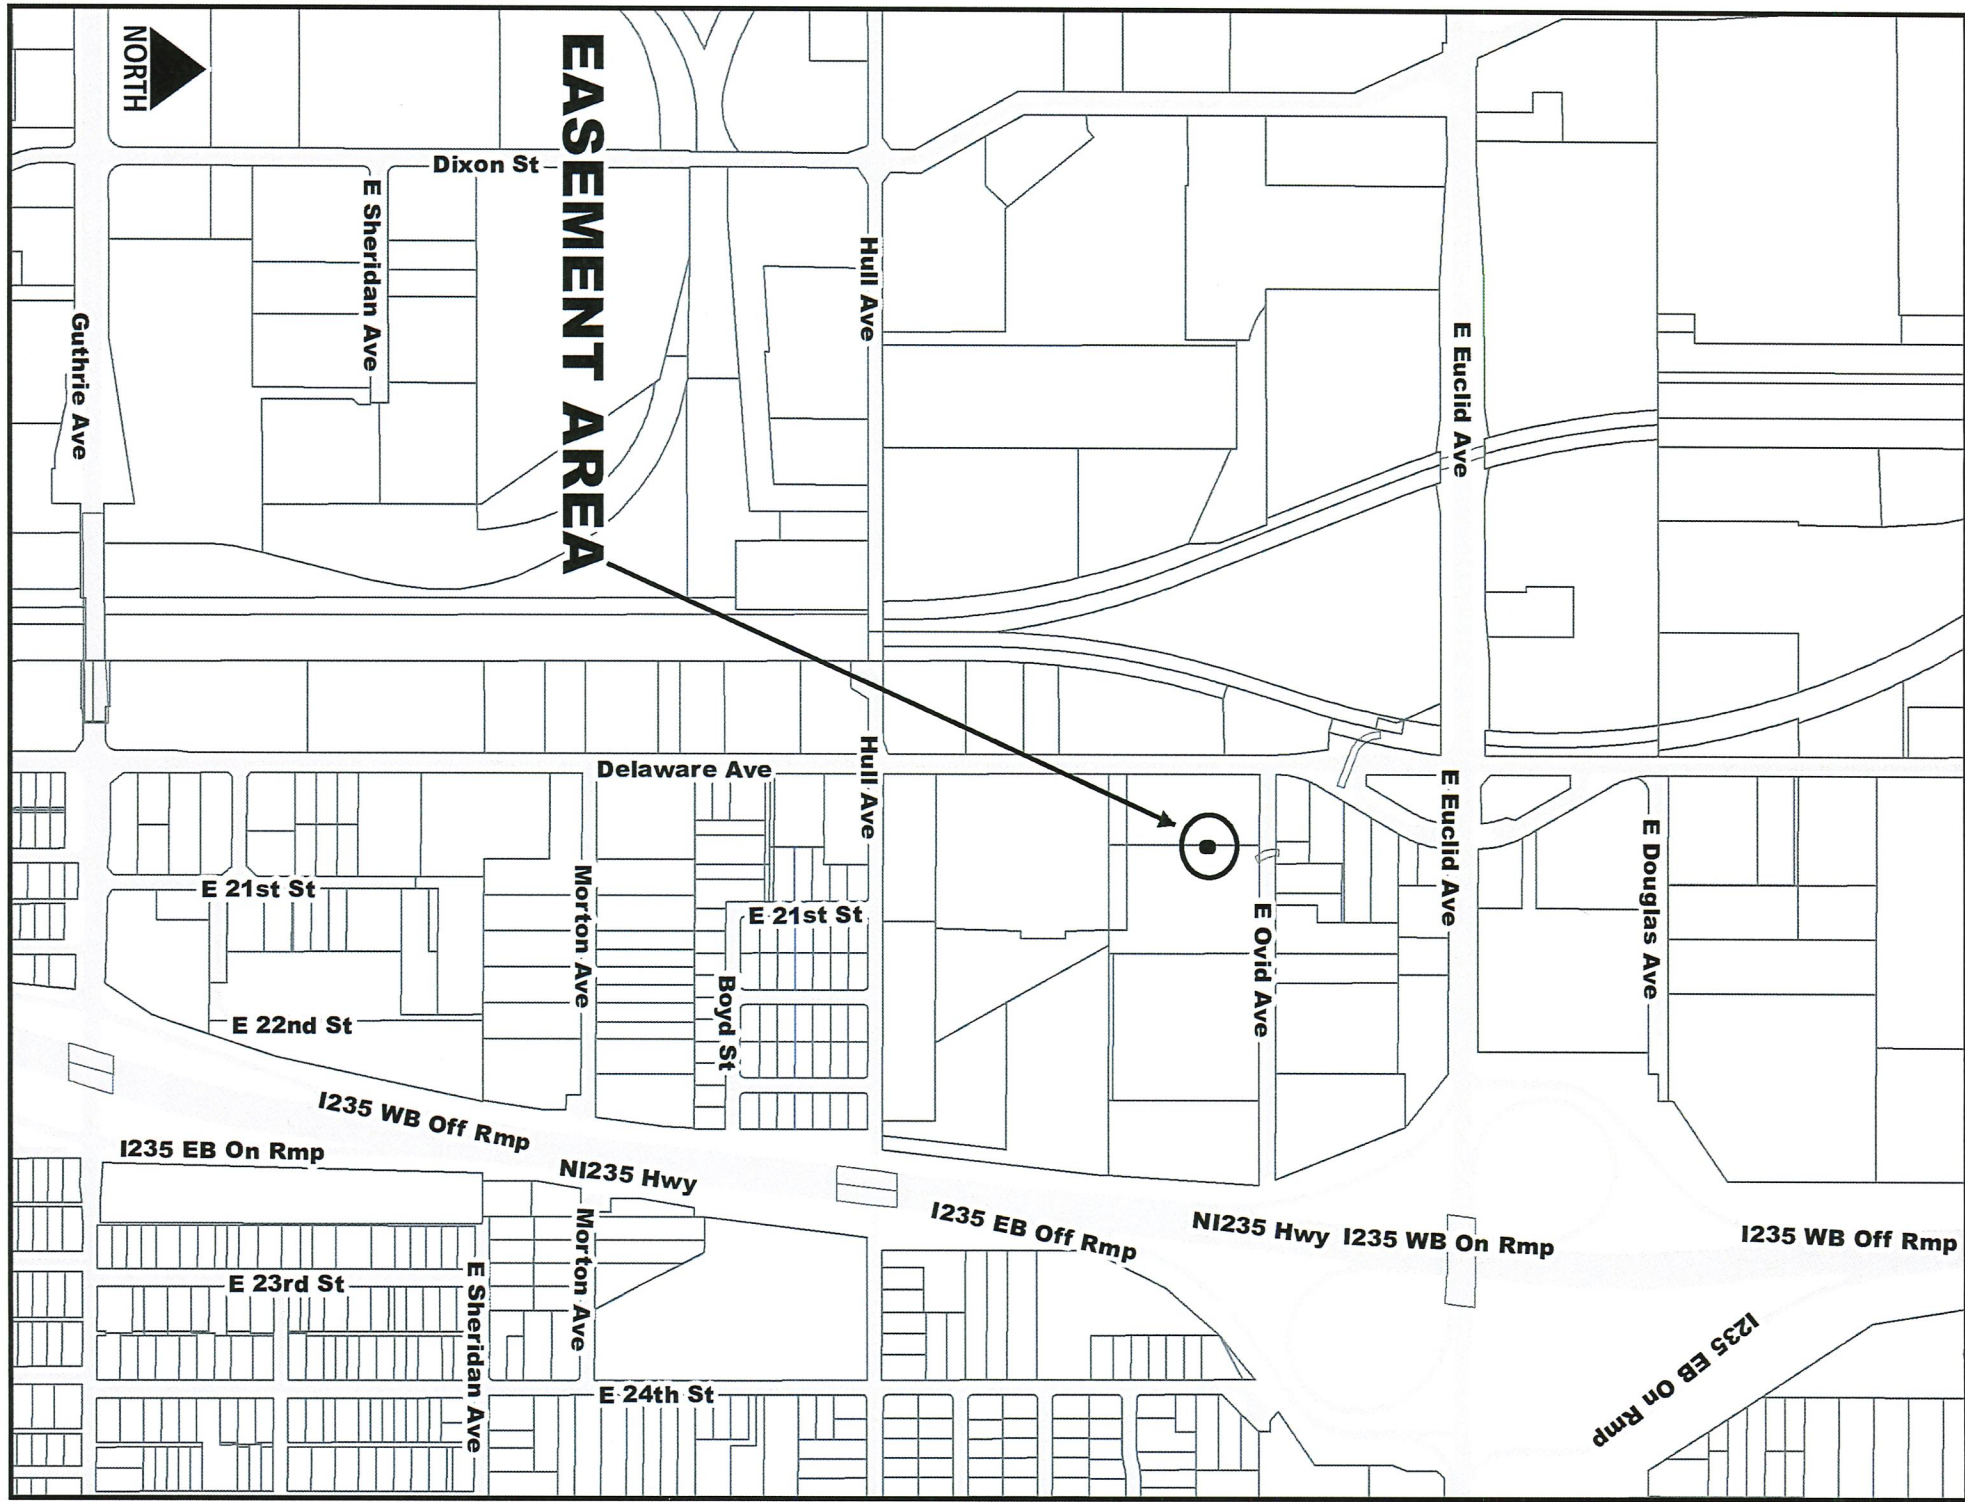 NORTH
EASEMENT AREA
Dixon St
E Sheridan Ave
Hull Ave
Guthrie Ave
E Euclid Ave
Delaware Ave
Hull Ave
E Euclid Ave
E Douglas Ave
E 21st St
Morton Ave
E 21st St
E Ovid Ave
Boyd St
E 22nd St
I235 WB Off Rmp
I235 EB On Rmp
NI235 Hwy
I235 EB Off Rmp
NI235 Hwy
I235 WB On Rmp
I235 WB Off Rmp
Morton Ave
E 23rd St
E Sheridan Ave
I235 EB On Rmp
E 24th St